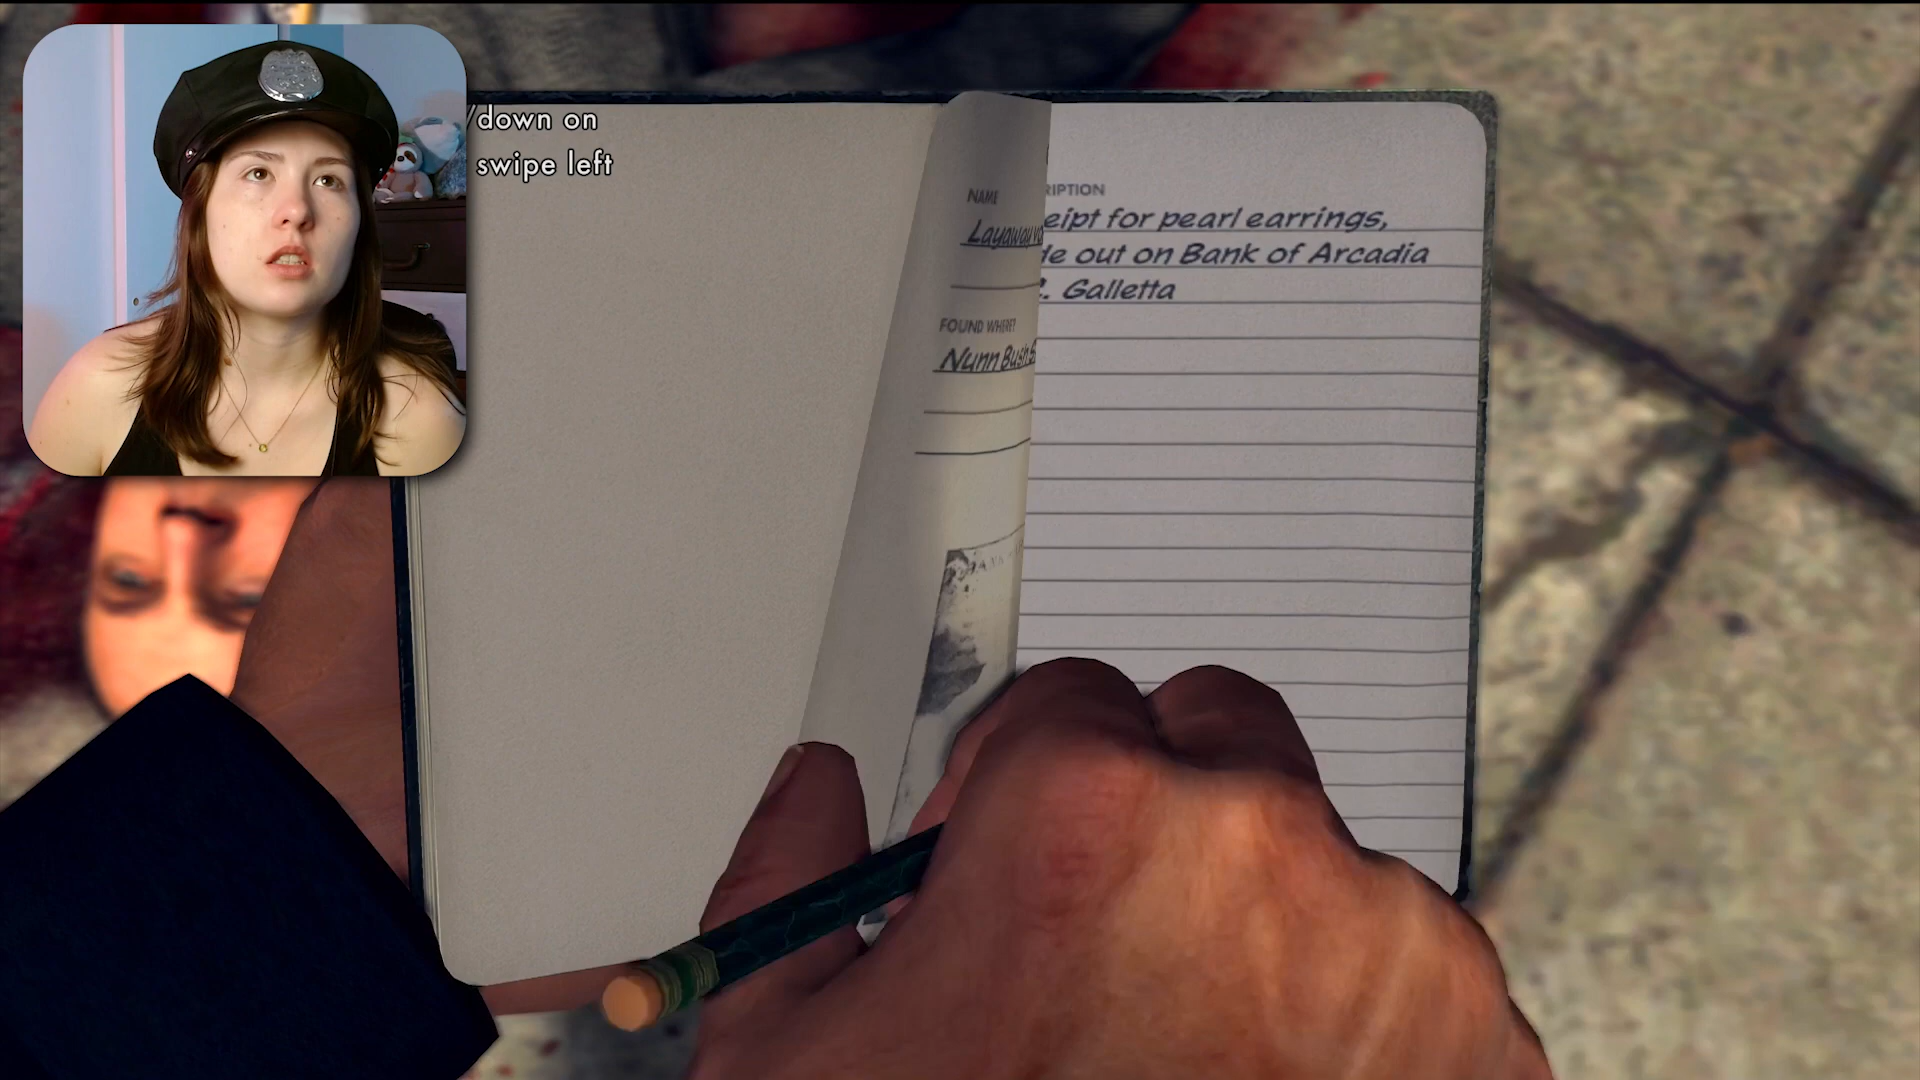 /down on
swipe left
NAME
Layaway
FOUND WHERE?
Nunn Bush
RIPTION
eipt for pearl earrings,
de out on Bank of Arcadia
Galletta